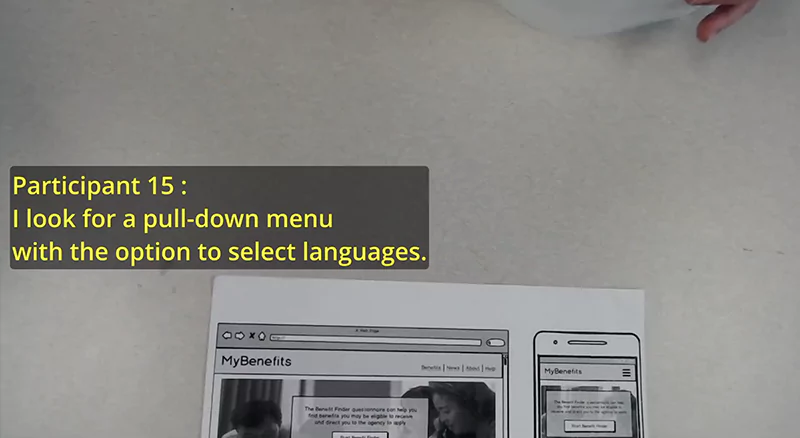 Participant 15 :
I look for a pull-down menu
with the option to select languages.
A Web Page
http://
MyBenefits
Benefits | News | About | Help
The Benefit Finder questionnaire can help you
find benefits you may be eligible to receive
and direct you to the agency to apply
Start Benefit Finder
MyBenefits
The Benefit Finder questionnaire can help you
find benefits you may be eligible to receive
and direct you to the agency to apply
Start Benefit Finder